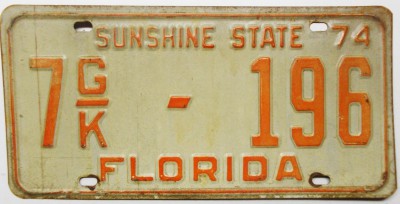 SUNSHINE STATE 74
7 G/K - 196
FLORIDA